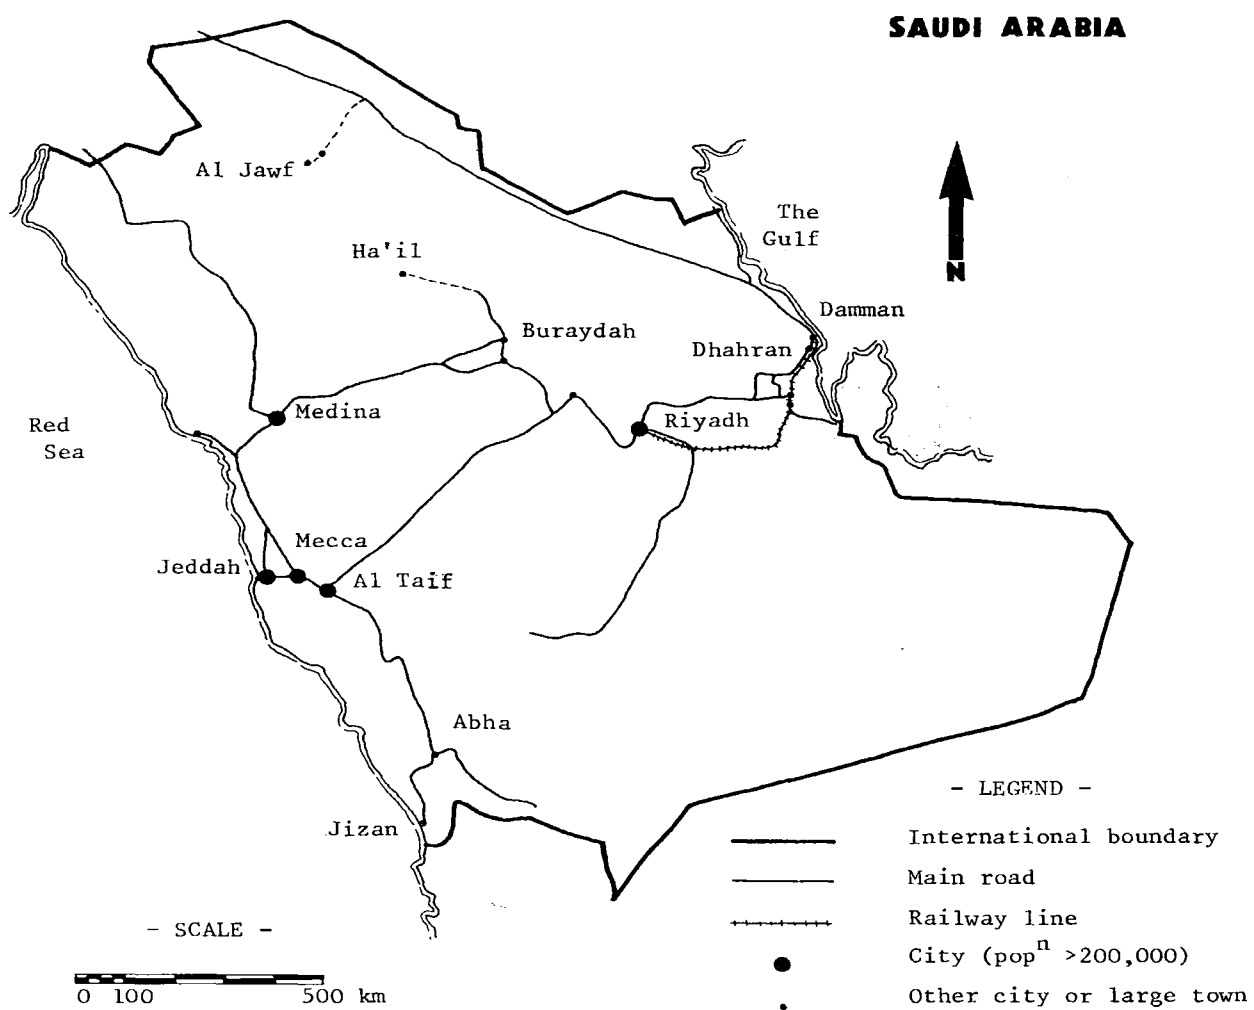 SAUDI ARABIA
Al Jawf
The
Gulf
N
Ha'il
Damman
Buraydah
Dhahran
Medina
Riyadh
Red
Sea
Mecca
Jeddah
Al Taif
Abha
Jizan
- LEGEND -
International boundary
Main road
Railway line
City (popⁿ >200,000)
Other city or large town
- SCALE -
0 100 500 km